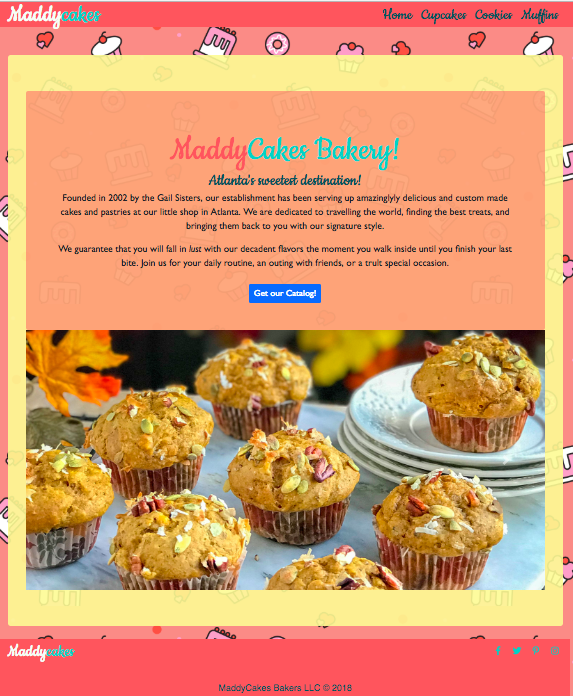 Maddycakes
Home Cupcakes Cookies Muffins
MaddyCakes Bakery!
Atlanta's sweetest destination!
Founded in 2002 by the Gail Sisters, our establishment has been serving up amazinglyly delicious and custom made
cakes and pastries at our little shop in Atlanta. We are dedicated to travelling the world, finding the best treats, and
bringing them back to you with our signature style.
We guarantee that you will fall in lust with our decadent flavors the moment you walk inside until you finish your last
bite. Join us for your daily routine, an outing with friends, or a trult special occasion.
Get our Catalog!
Maddycakes
MaddyCakes Bakers LLC © 2018